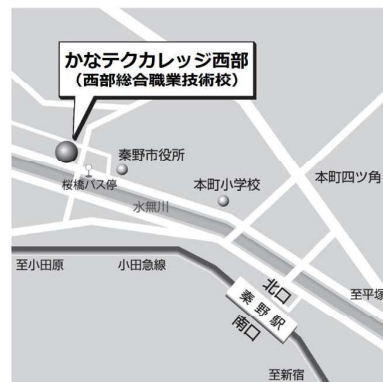 かなテクカレッジ西部
（西部総合職業技術校）
秦野市役所
桜橋バス停
本町小学校
本町四ツ角
水無川
至小田原
小田急線
北口
至平塚
秦野駅
南口
至新宿